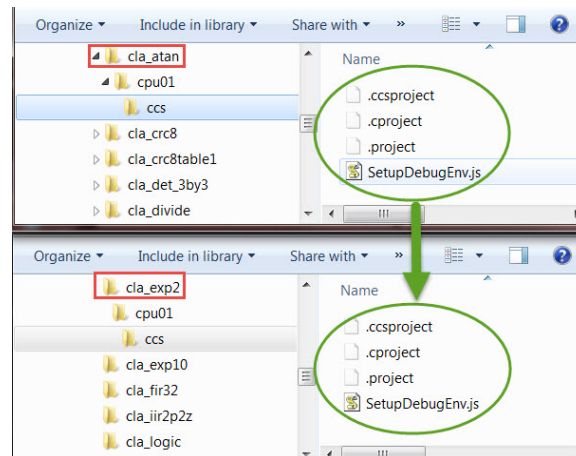 Organize Include in library Share with »
cla_atan Name
cpu01 .ccsproject
ccs .cproject
cla_crc8 .project
cla_crc8table1 SetupDebugEnv.js
cla_det_3by3
cla_divide
Organize Include in library Share with »
cla_exp2 Name
cpu01 .ccsproject
ccs .cproject
cla_exp10 .project
cla_fir32 SetupDebugEnv.js
cla_iir2p2z
cla_logic